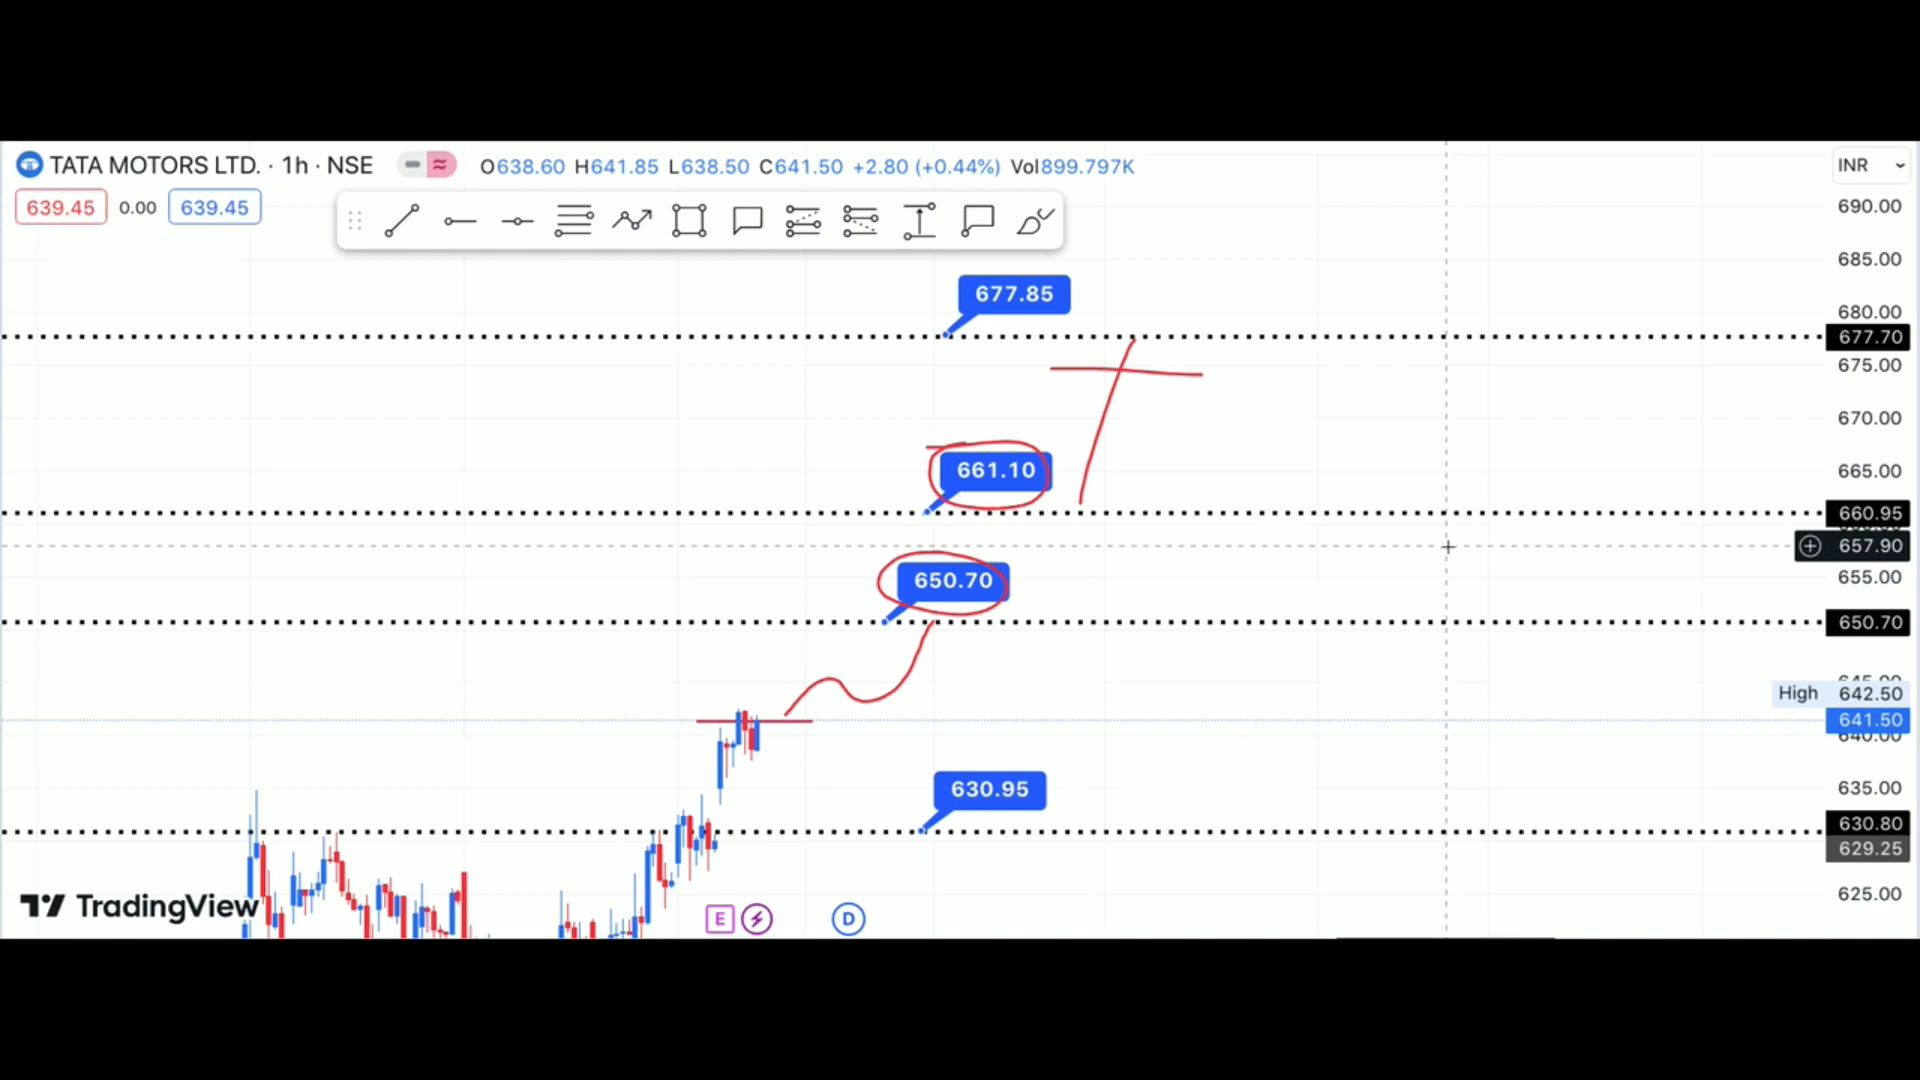 TATA MOTORS LTD. · 1h · NSE
O638.60 H641.85 L638.50 C641.50 +2.80 (+0.44%) Vol899.797K
INR
639.45 0.00 639.45
690.00
685.00
677.85
680.00
677.70
675.00
670.00
661.10
665.00
660.95
657.90
650.70
655.00
650.70
High 642.50
641.50
640.00
630.95
635.00
630.80
629.25
625.00
TradingView
E
D